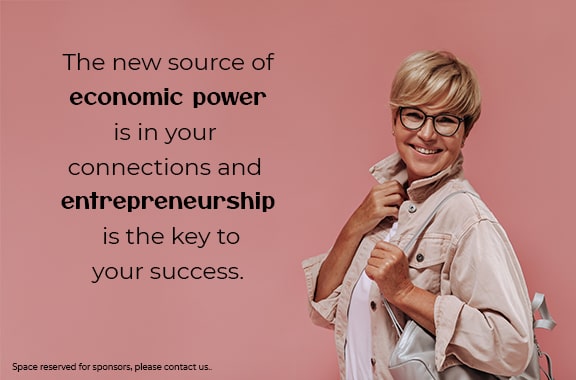 The new source of
economic power
is in your
connections and
entrepreneurship
is the key to
your success.
Space reserved for sponsors, please contact us..